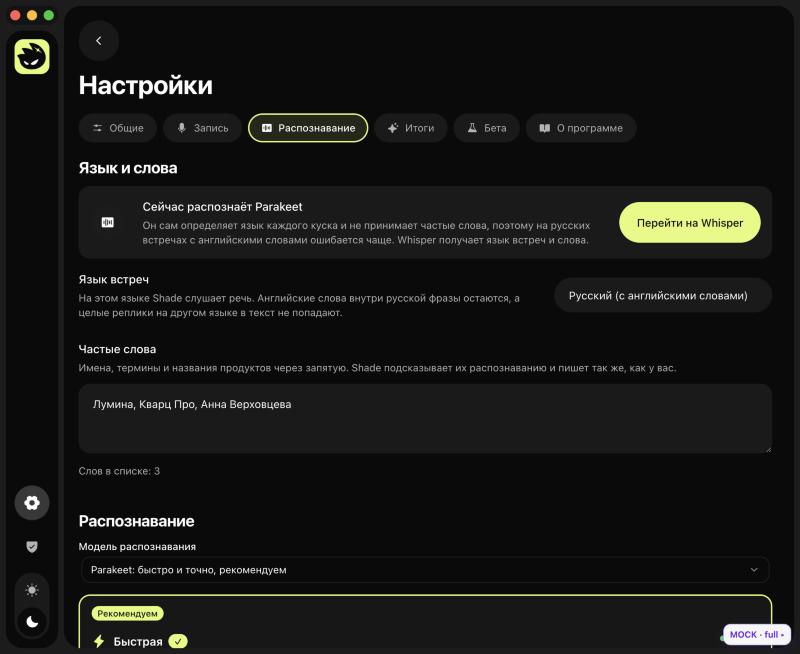 Настройки
Общие
Запись
Распознавание
Итоги
Бета
О программе
Язык и слова
Сейчас распознаёт Parakeet
Он сам определяет язык каждого куска и не принимает частые слова, поэтому на русских
встречах с английскими словами ошибается чаще. Whisper получает язык встреч и слова.
Перейти на Whisper
Язык встреч
На этом языке Shade слушает речь. Английские слова внутри русской фразы остаются, а
целые реплики на другом языке в текст не попадают.
Русский (с английскими словами)
Частые слова
Имена, термины и названия продуктов через запятую. Shade подсказывает их распознаванию и пишет так же, как у вас.
Лумина, Кварц Про, Анна Верховцева
Слов в списке: 3
Распознавание
Модель распознавания
Parakeet: быстро и точно, рекомендуем
Рекомендуем
Быстрая
MOCK · full